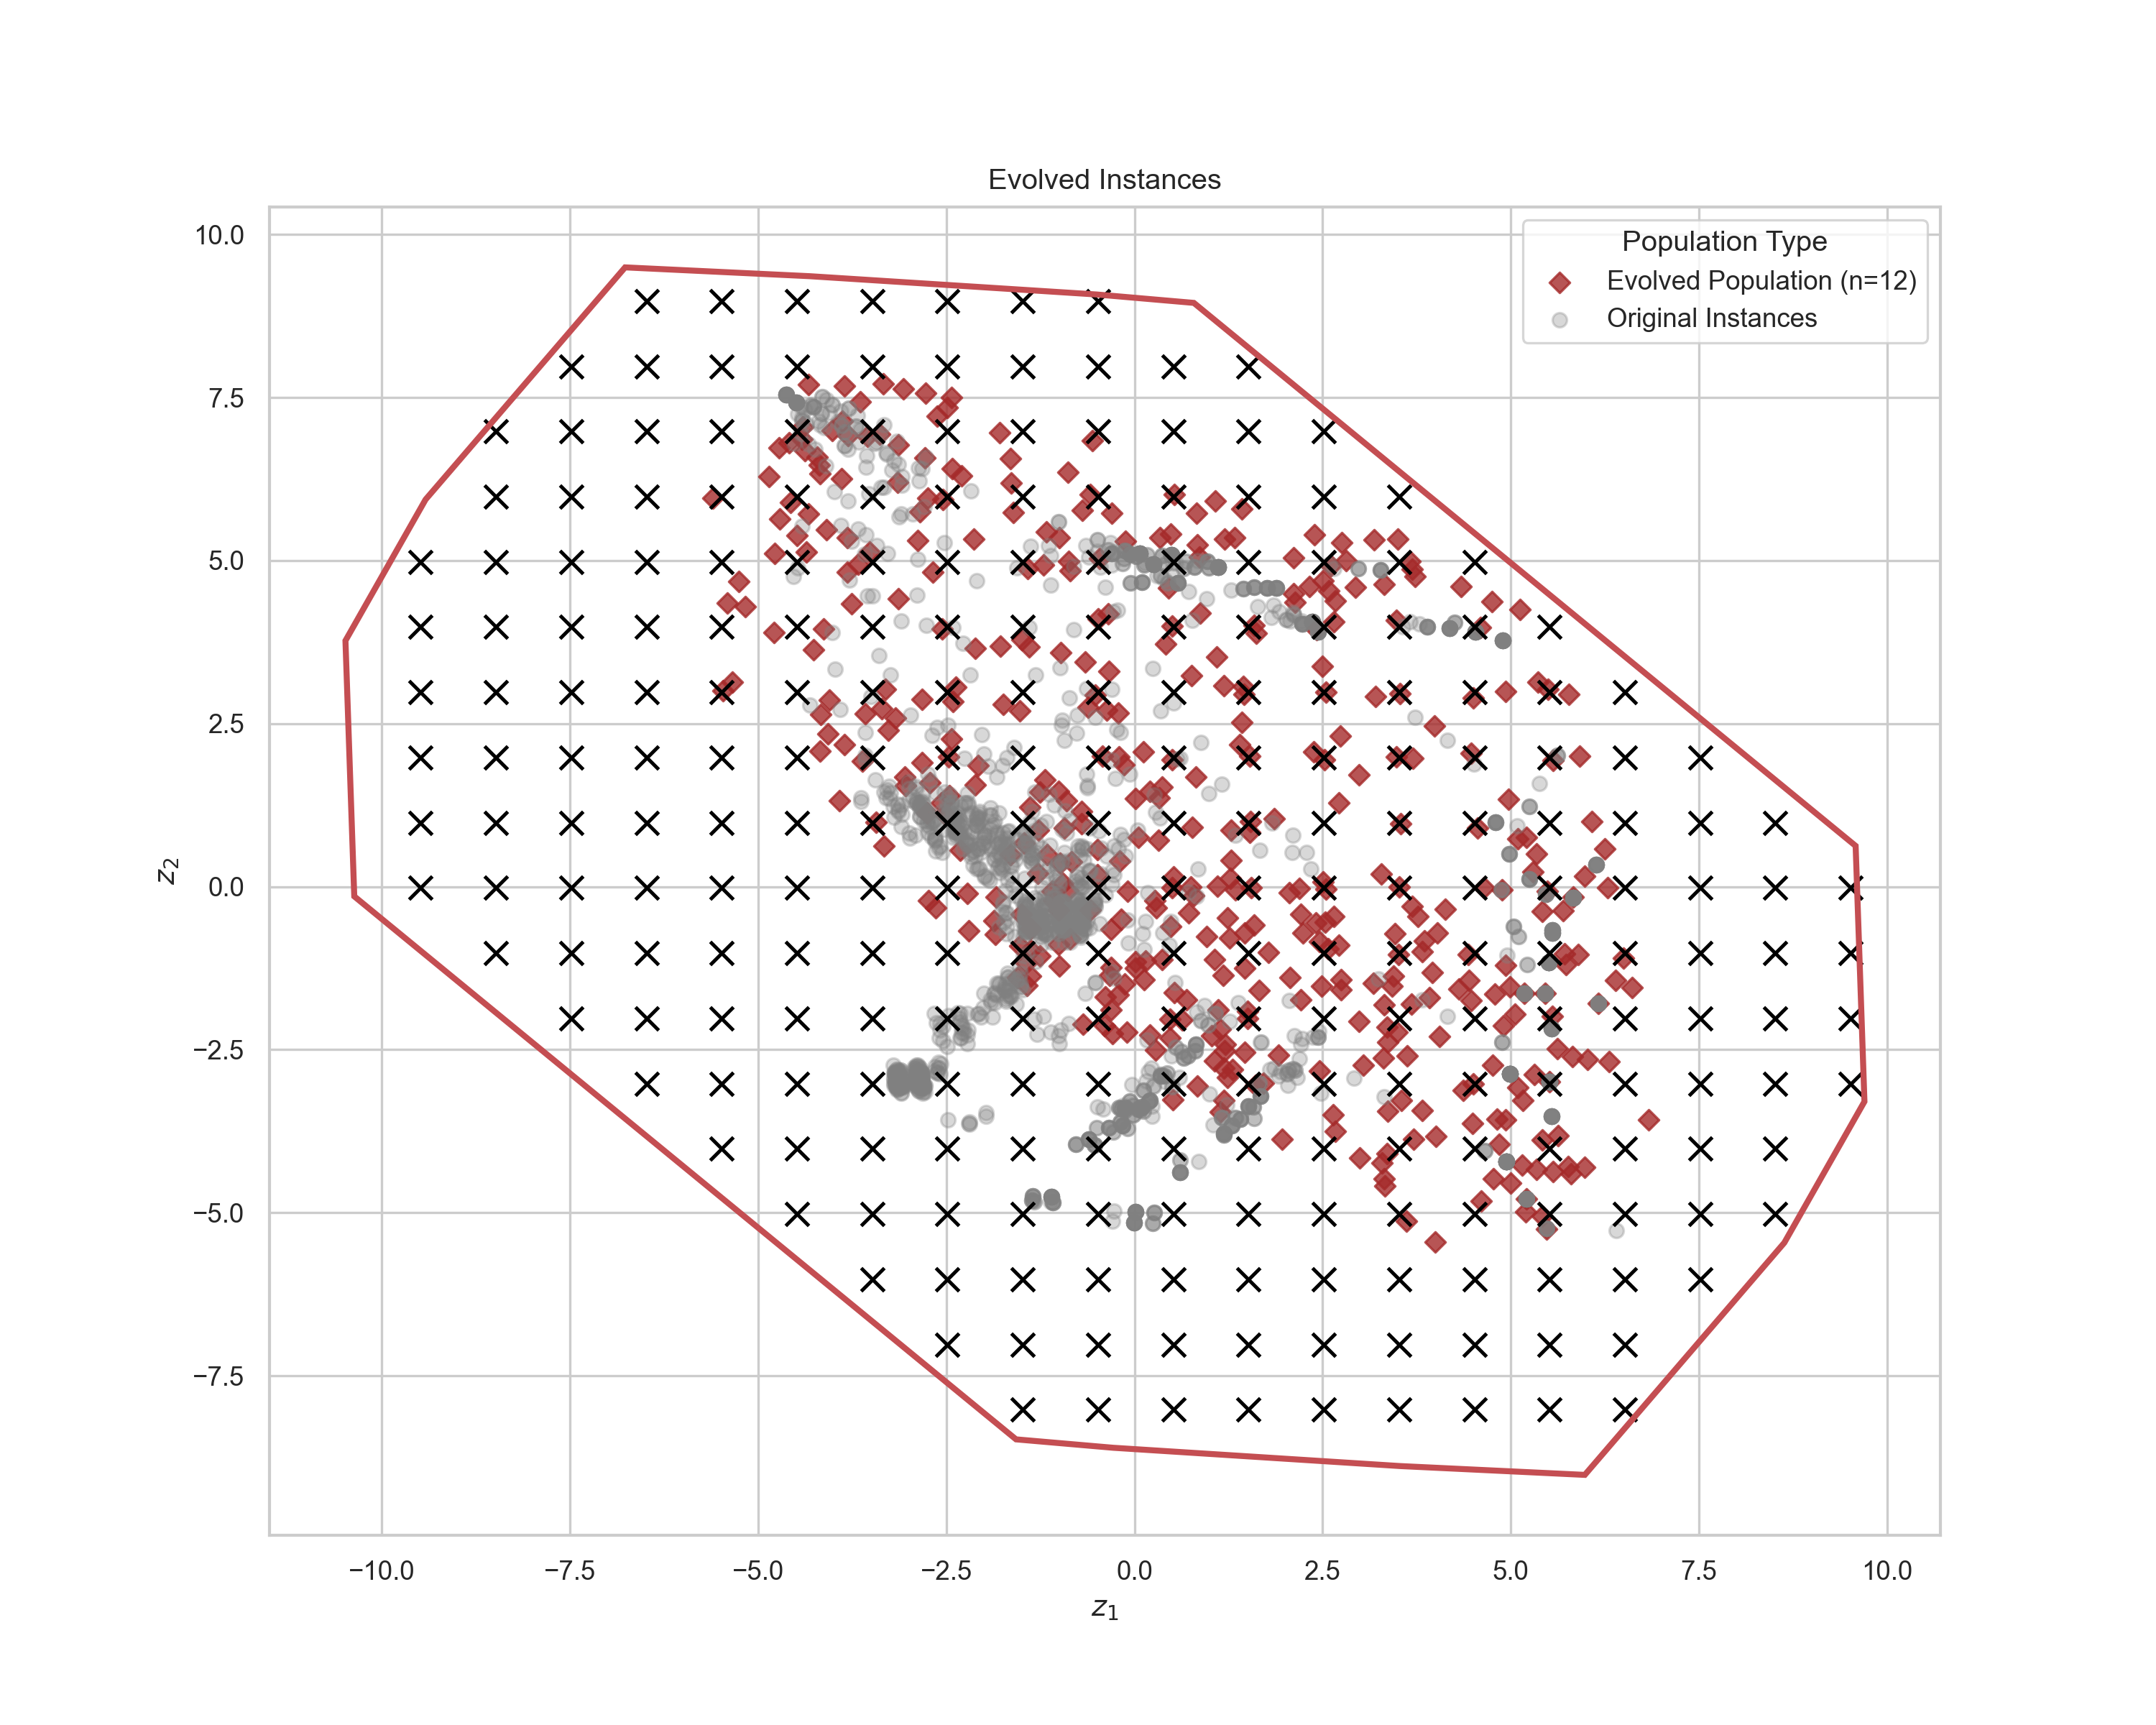 Evolved Instances
Population Type
Evolved Population (n=12)
Original Instances
10.0
7.5
5.0
2.5
0.0
−2.5
−5.0
−7.5
z2
−10.0 −7.5 −5.0 −2.5 0.0 2.5 5.0 7.5 10.0
z1